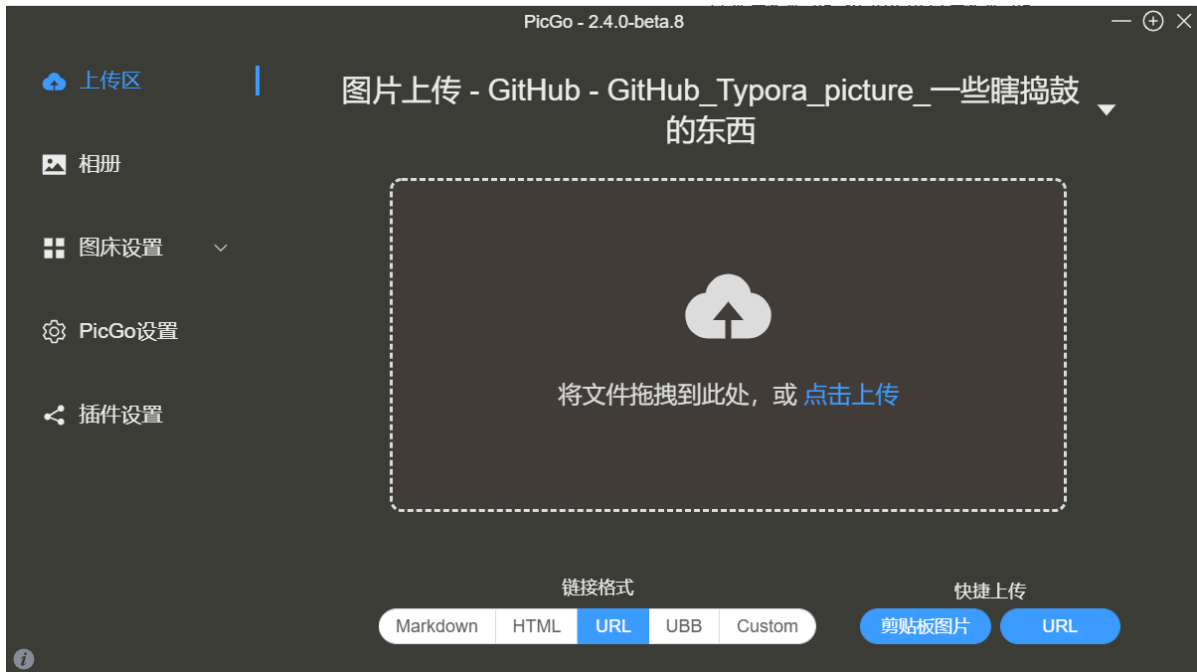 PicGo - 2.4.0-beta.8
上传区
相册
图床设置
PicGo设置
插件设置
图片上传 - GitHub - GitHub_Typora_picture_一些瞎捣鼓
的东西
将文件拖拽到此处，或 点击上传
链接格式
Markdown HTML URL UBB Custom
快捷上传
剪贴板图片 URL